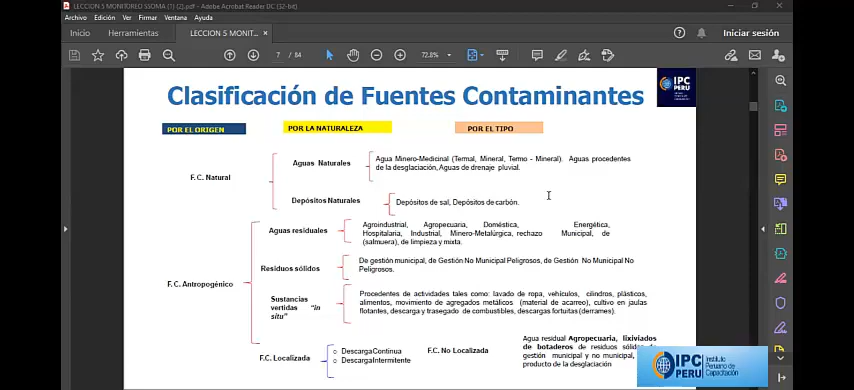 LECCION 5 MONITOREO SSOMA (1) (2).pdf - Adobe Acrobat Reader DC (32-bit)
Archivo Edición Ver Firmar Ventana Ayuda
Inicio Herramientas LECCION 5 MONIT... × Iniciar sesión
7 / 84 72.8%
Clasificación de Fuentes Contaminantes
IPC
PERU
POR EL ORIGEN POR LA NATURALEZA POR EL TIPO
F.C. Natural
Aguas Naturales
Agua Minero-Medicinal (Termal, Mineral, Termo - Mineral). Aguas procedentes
de la desglaciación, Aguas de drenaje pluvial.
Depósitos Naturales
Depósitos de sal, Depósitos de carbón.
F. C. Antropogénico
Aguas residuales
Agroindustrial, Agropecuaria, Doméstica, Energética,
Hospitalaria, Industrial, Minero-Metalúrgica, rechazo Municipal, de
(salmuera), de limpieza y mixta.
Residuos sólidos
De gestión municipal, de Gestión No Municipal Peligrosos, de Gestión No Municipal No
Peligrosos.
Sustancias
vertidas "in
situ"
Procedentes de actividades tales como: lavado de ropa, vehículos, cilindros, plásticos,
alimentos, movimiento de agregados metálicos (material de acarreo), cultivo en jaulas
flotantes, descarga y trasegado de combustibles, descargas fortuitas (derrames).
F.C. Localizada
o Descarga Continua
o Descarga Intermitente
F.C. No Localizada
Agua residual Agropecuaria, lixiviados
de botaderos de residuos
gestión municipal y no municipal,
producto de la desglaciación
IPC
PERU
Instituto
Peruano de
Capacitación